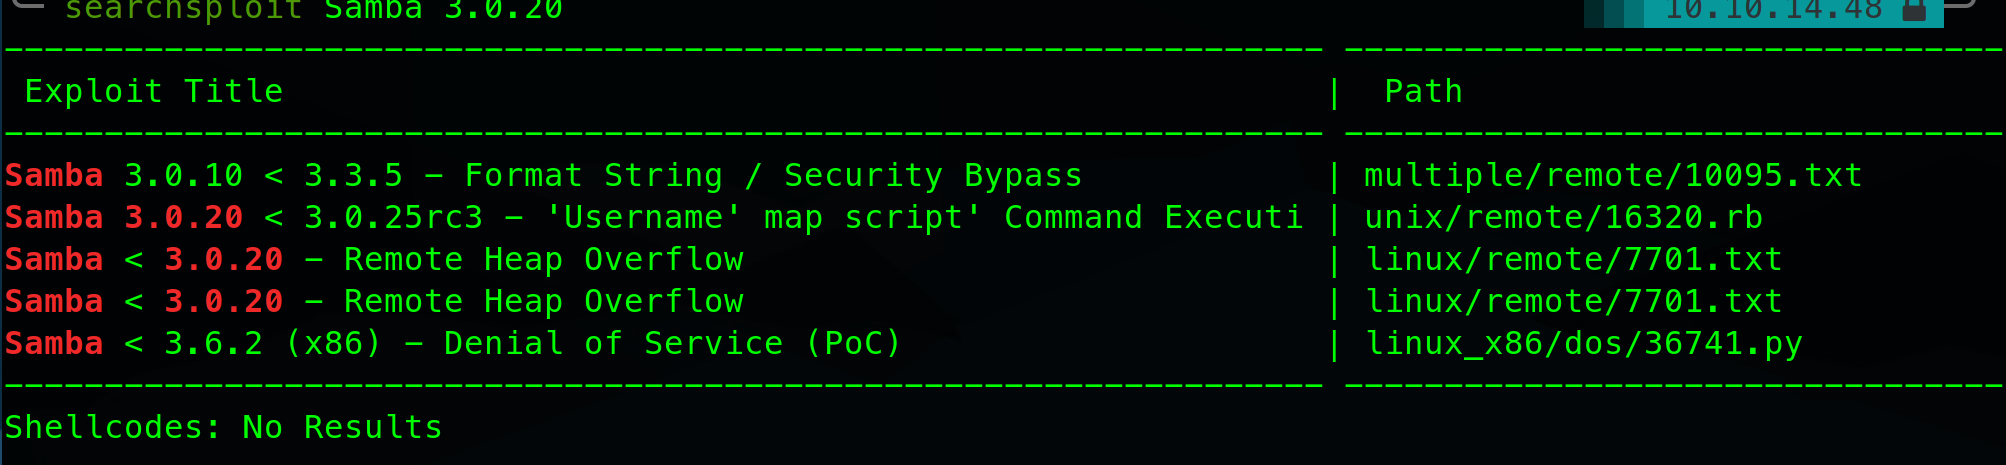 searchsploit Samba 3.0.20 10.10.14.48
Exploit Title | Path
Samba 3.0.10 < 3.3.5 - Format String / Security Bypass | multiple/remote/10095.txt
Samba 3.0.20 < 3.0.25rc3 - 'Username' map script' Command Executi | unix/remote/16320.rb
Samba < 3.0.20 - Remote Heap Overflow | linux/remote/7701.txt
Samba < 3.0.20 - Remote Heap Overflow | linux/remote/7701.txt
Samba < 3.6.2 (x86) - Denial of Service (PoC) | linux_x86/dos/36741.py
Shellcodes: No Results